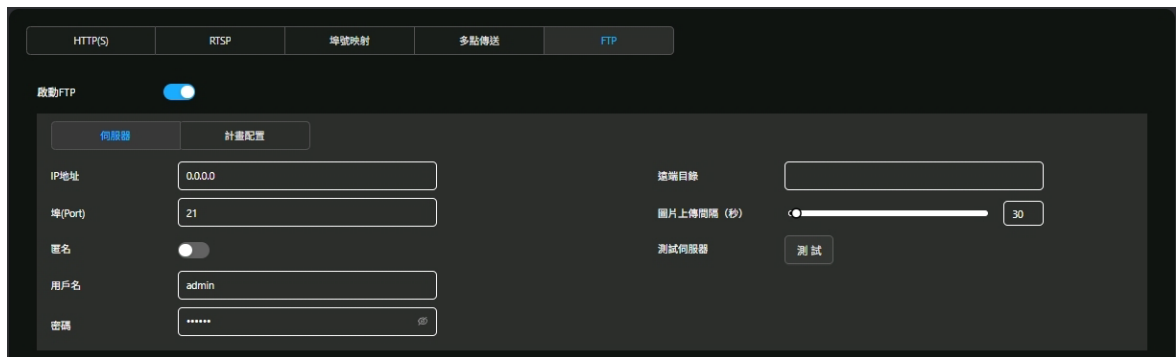 HTTP(S) RTSP 埠號映射 多點傳送 FTP
啟動FTP
伺服器 計畫配置
IP地址 0.0.0.0 遠端目錄
埠(Port) 21 圖片上傳間隔（秒） 30
匿名 測試伺服器 測試
用戶名 admin
密碼 ••••••